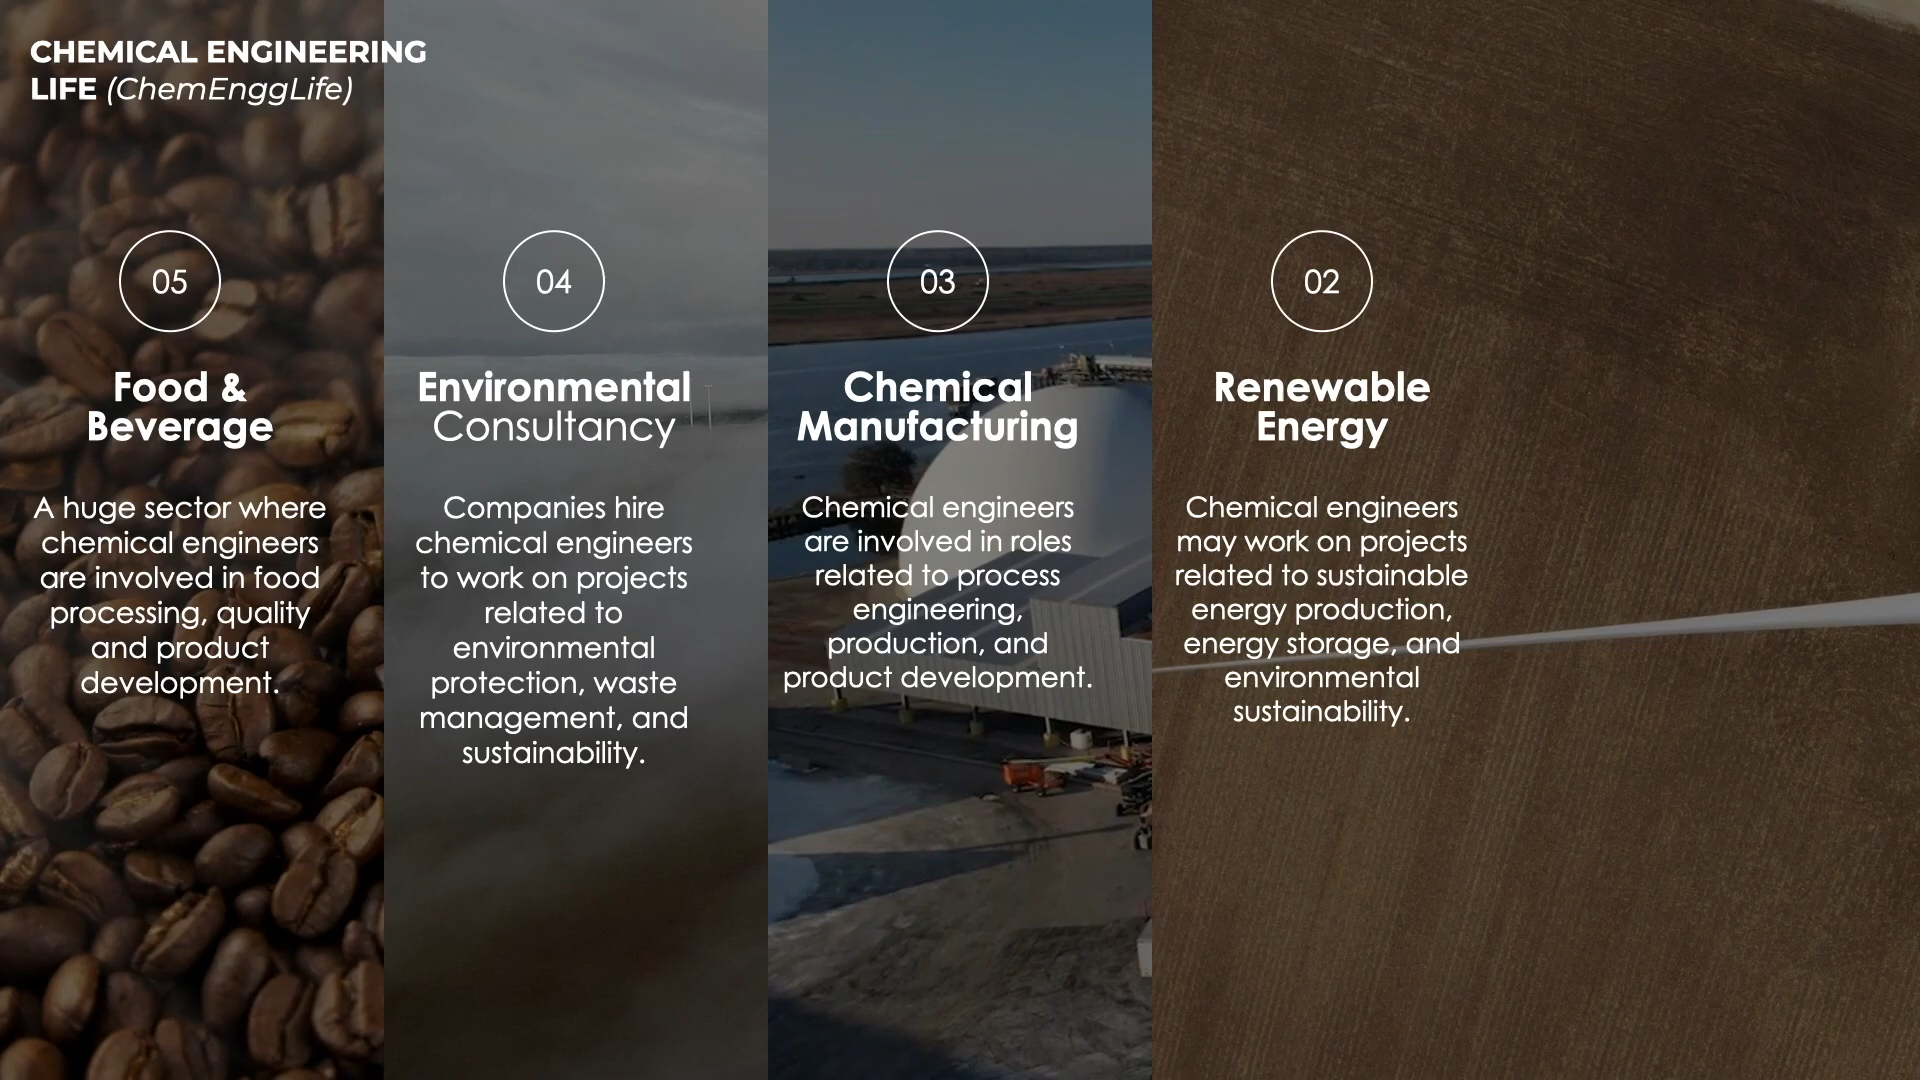 CHEMICAL ENGINEERING
LIFE (ChemEnggLife)
05
Food &
Beverage
A huge sector where
chemical engineers
are involved in food
processing, quality
and product
development.
04
Environmental
Consultancy
Companies hire
chemical engineers
to work on projects
related to
environmental
protection, waste
management, and
sustainability.
03
Chemical
Manufacturing
Chemical engineers
are involved in roles
related to process
engineering,
production, and
product development.
02
Renewable
Energy
Chemical engineers
may work on projects
related to sustainable
energy production,
energy storage, and
environmental
sustainability.